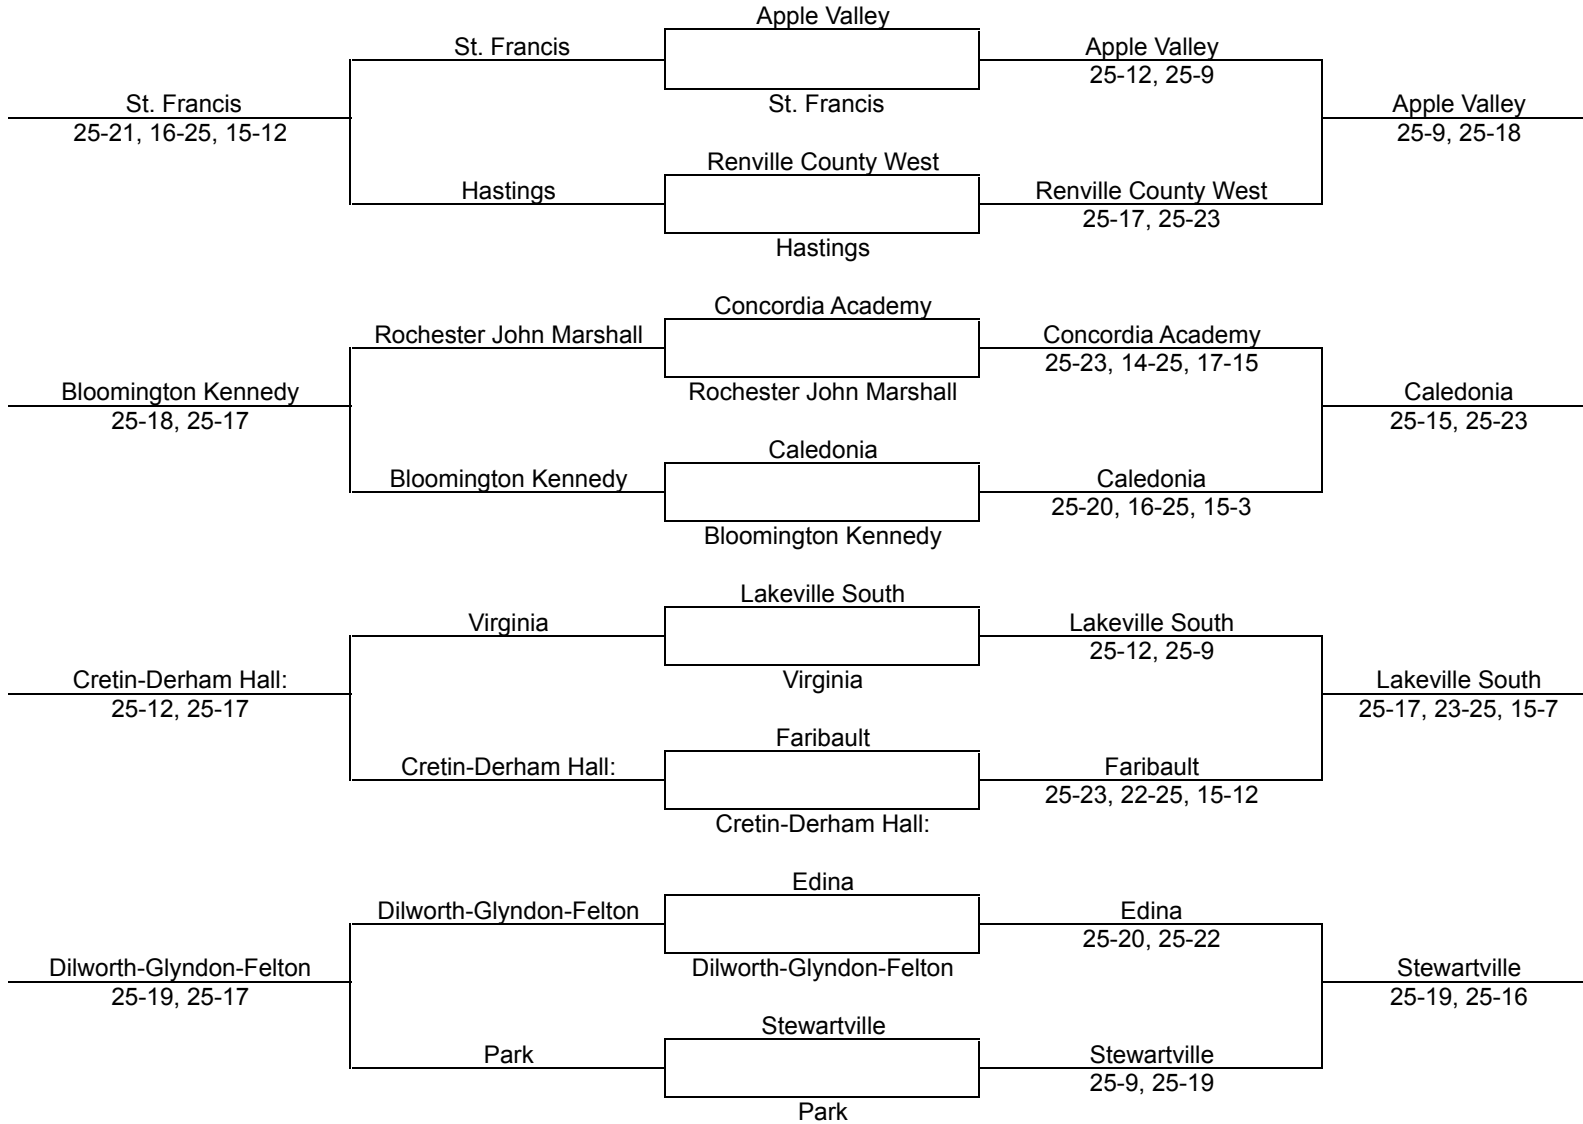 Apple Valley
St. Francis
Apple Valley
25-12, 25-9
St. Francis
25-21, 16-25, 15-12
St. Francis
Apple Valley
25-9, 25-18
Renville County West
Hastings
Renville County West
25-17, 25-23
Hastings
Concordia Academy
Rochester John Marshall
Concordia Academy
25-23, 14-25, 17-15
Bloomington Kennedy
25-18, 25-17
Rochester John Marshall
Caledonia
25-15, 25-23
Caledonia
Bloomington Kennedy
Caledonia
25-20, 16-25, 15-3
Bloomington Kennedy
Lakeville South
Virginia
Lakeville South
25-12, 25-9
Cretin-Derham Hall:
25-12, 25-17
Virginia
Lakeville South
25-17, 23-25, 15-7
Faribault
Cretin-Derham Hall:
Faribault
25-23, 22-25, 15-12
Cretin-Derham Hall:
Edina
Dilworth-Glyndon-Felton
Edina
25-20, 25-22
Dilworth-Glyndon-Felton
25-19, 25-17
Dilworth-Glyndon-Felton
Stewartville
25-19, 25-16
Stewartville
Park
Stewartville
25-9, 25-19
Park